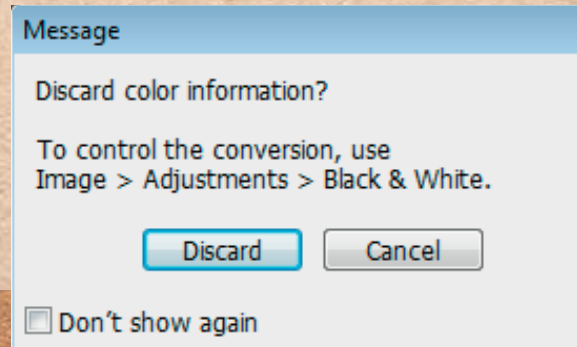 Message
Discard color information?
To control the conversion, use
Image > Adjustments > Black & White.
Discard Cancel
Don't show again